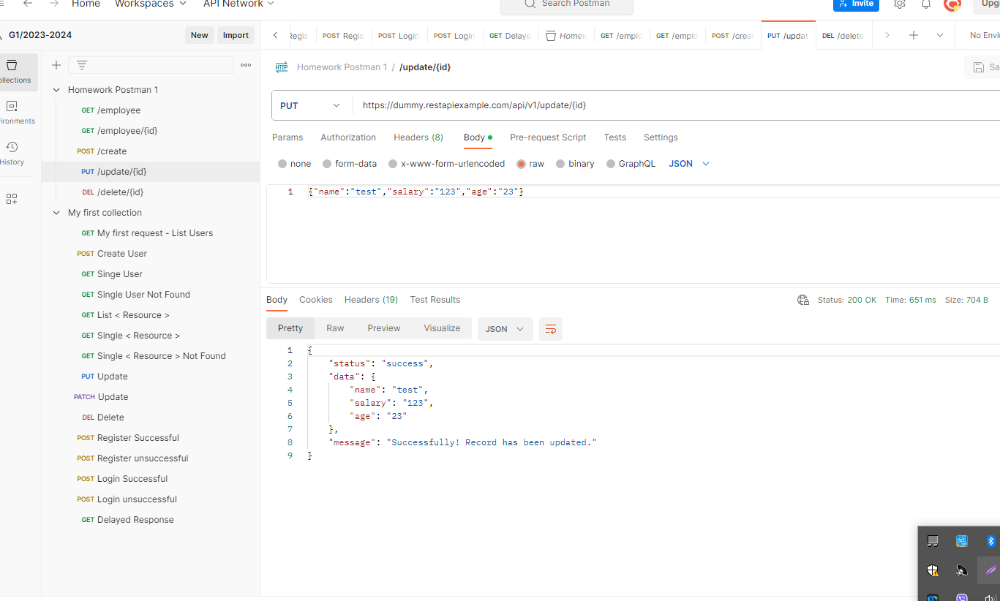 Home Workspaces API Network Search Postman Invite Upgr
G1/2023-2024 New Import
Regis POST Regis POST Login POST Login GET Delaye Homew GET /emplo GET /emplo POST /creat PUT /updat DEL /delete No Envi
ollections
ironments
History
Homework Postman 1
GET /employee
GET /employee/{id}
POST /create
PUT /update/{id}
DEL /delete/{id}
My first collection
GET My first request - List Users
POST Create User
GET Singe User
GET Single User Not Found
GET List < Resource >
GET Single < Resource >
GET Single < Resource > Not Found
PUT Update
PATCH Update
DEL Delete
POST Register Successful
POST Register unsuccessful
POST Login Successful
POST Login unsuccessful
GET Delayed Response
HTTP Homework Postman 1 / /update/{id} Sa
PUT https://dummy.restapiexample.com/api/v1/update/{id}
Params Authorization Headers (8) Body Pre-request Script Tests Settings
none form-data x-www-form-urlencoded raw binary GraphQL JSON
1 {"name":"test","salary":"123","age":"23"}
Body Cookies Headers (19) Test Results Status: 200 OK Time: 651 ms Size: 704 B
Pretty Raw Preview Visualize JSON
1 {
2 "status": "success",
3 "data": {
4 "name": "test",
5 "salary": "123",
6 "age": "23"
7 },
8 "message": "Successfully! Record has been updated."
9 }